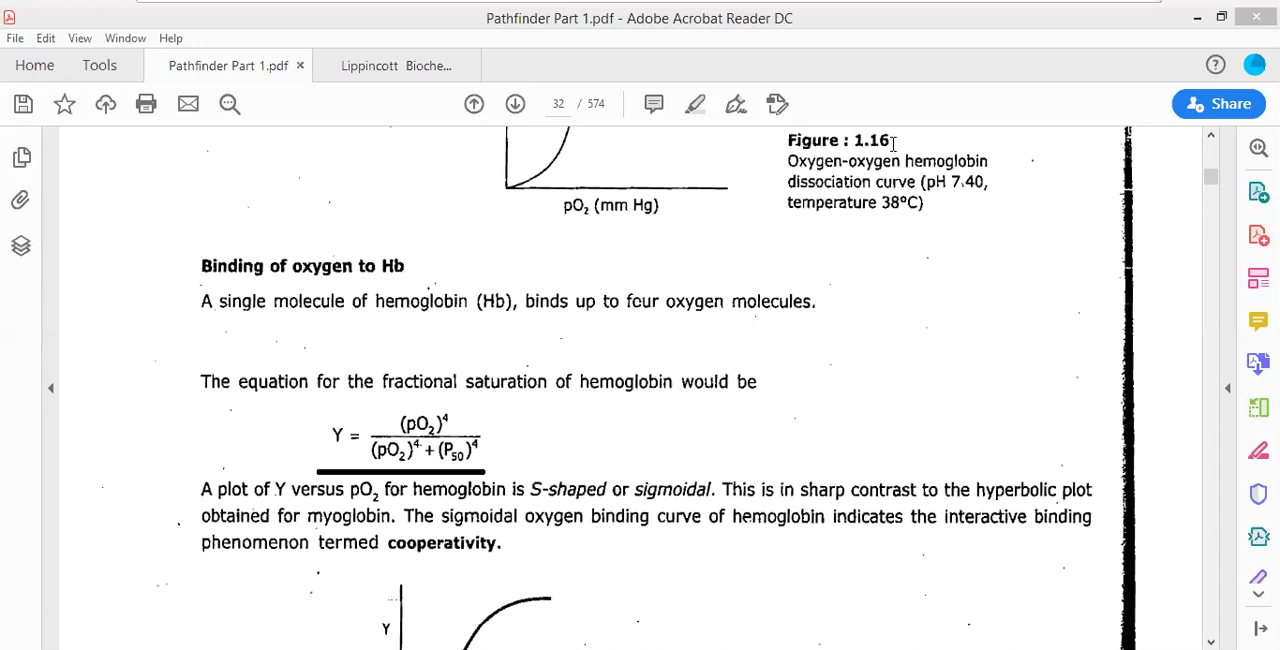 Pathfinder Part 1.pdf - Adobe Acrobat Reader DC
File Edit View Window Help
Home Tools Pathfinder Part 1.pdf × Lippincott Bioche...
32 / 574
Share
Figure : 1.16
Oxygen-oxygen hemoglobin
dissociation curve (pH 7.40,
temperature 38°C)
pO₂ (mm Hg)
Binding of oxygen to Hb
A single molecule of hemoglobin (Hb), binds up to four oxygen molecules.
The equation for the fractional saturation of hemoglobin would be
Y = (pO₂)⁴ / (pO₂)⁴ + (P₅₀)⁴
A plot of Y versus pO₂ for hemoglobin is S-shaped or sigmoidal. This is in sharp contrast to the hyperbolic plot
obtained for myoglobin. The sigmoidal oxygen binding curve of hemoglobin indicates the interactive binding
phenomenon termed cooperativity.
Y